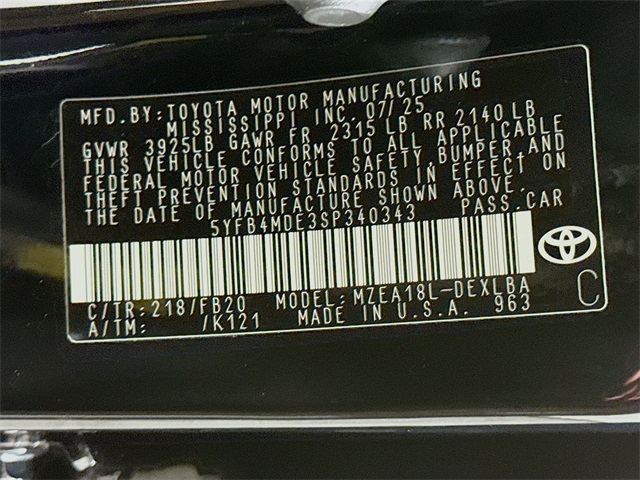 MFD. BY: TOYOTA MOTOR MANUFACTURING
MISSISSIPPI INC. 07/25
GVWR 3925LB GAWR FR 2315 LB RR 2140 LB
THIS VEHICLE CONFORMS TO ALL APPLICABLE
FEDERAL MOTOR VEHICLE SAFETY, BUMPER, AND
THEFT PREVENTION STANDARDS IN EFFECT ON
THE DATE OF MANUFACTURE SHOWN ABOVE.
5YFB4MDE3SP340343 PASS. CAR
C/TR: 218/FB20 MODEL: MZEA18L-DEXLBA
A/TM: /K121 MADE IN U.S.A. 963
C